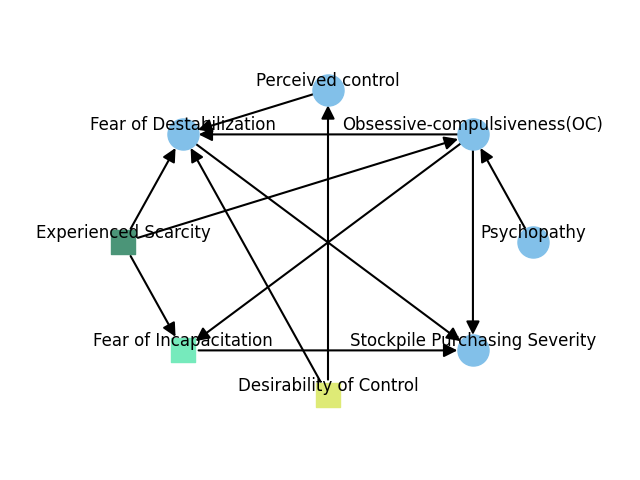 Perceived control
Fear of Destabilization
Obsessive-compulsiveness(OC)
Experienced Scarcity
Psychopathy
Fear of Incapacitation
Stockpile Purchasing Severity
Desirability of Control